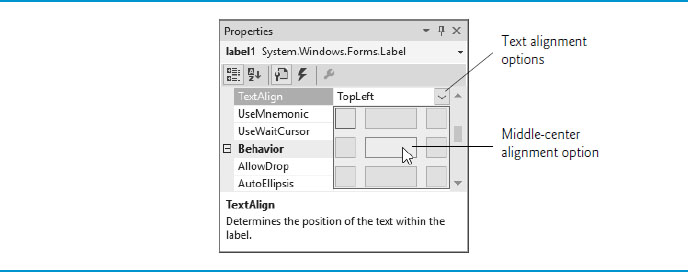 Properties
label1 System.Windows.Forms.Label
TextAlign TopLeft
UseMnemonic
UseWaitCursor
Behavior
AllowDrop
AutoEllipsis
TextAlign
Determines the position of the text within the
label.
Text alignment
options
Middle-center
alignment option